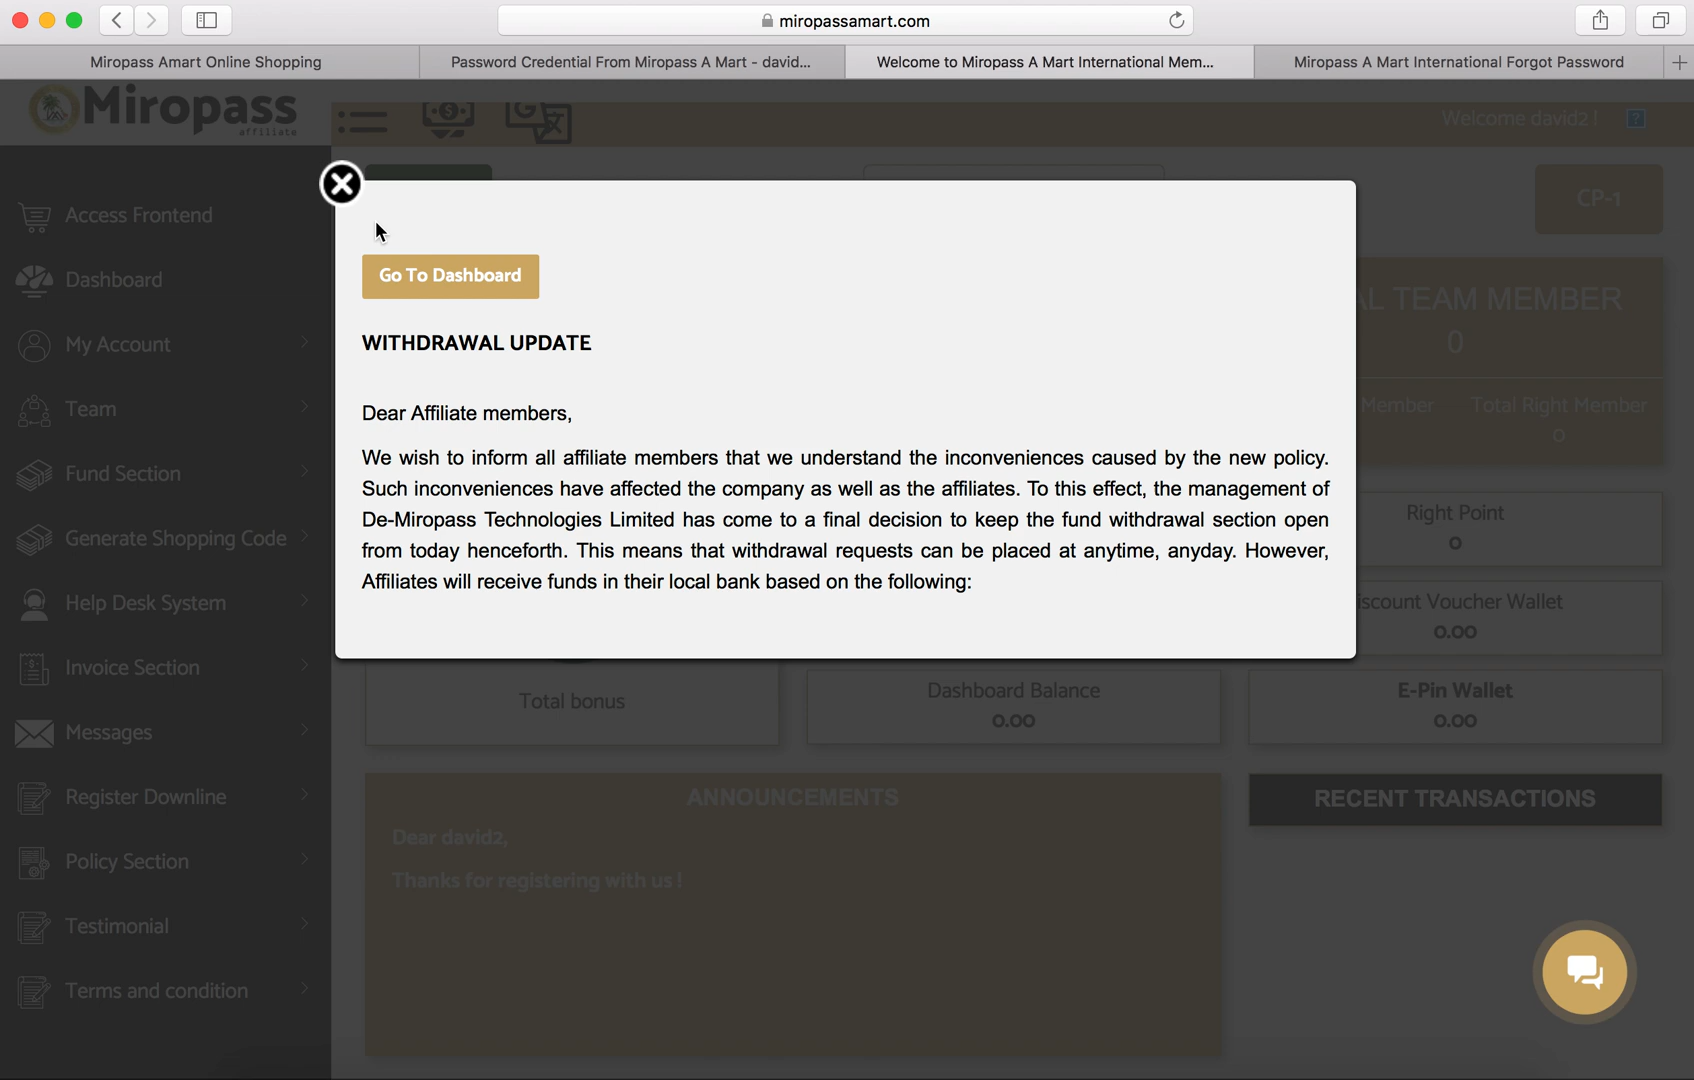 miropassamart.com
Miropass Amart Online Shopping
Password Credential From Miropass A Mart - david...
Welcome to Miropass A Mart International Mem...
Miropass A Mart International Forgot Password
Miropass
affiliate
Welcome david2 !
?
Access Frontend
Dashboard
My Account
Team
Fund Section
Generate Shopping Code
Help Desk System
Invoice Section
Messages
Register Downline
Policy Section
Testimonial
Terms and condition
CP-1
Go To Dashboard
WITHDRAWAL UPDATE
Dear Affiliate members,
We wish to inform all affiliate members that we understand the inconveniences caused by the new policy.
Such inconveniences have affected the company as well as the affiliates. To this effect, the management of
De-Miropass Technologies Limited has come to a final decision to keep the fund withdrawal section open
from today henceforth. This means that withdrawal requests can be placed at anytime, anyday. However,
Affiliates will receive funds in their local bank based on the following:
AL TEAM MEMBER
0
Member
Total Right Member
0
Right Point
0
iscount Voucher Wallet
0.00
Total bonus
Dashboard Balance
0.00
E-Pin Wallet
0.00
ANNOUNCEMENTS
Dear david2,
Thanks for registering with us !
RECENT TRANSACTIONS